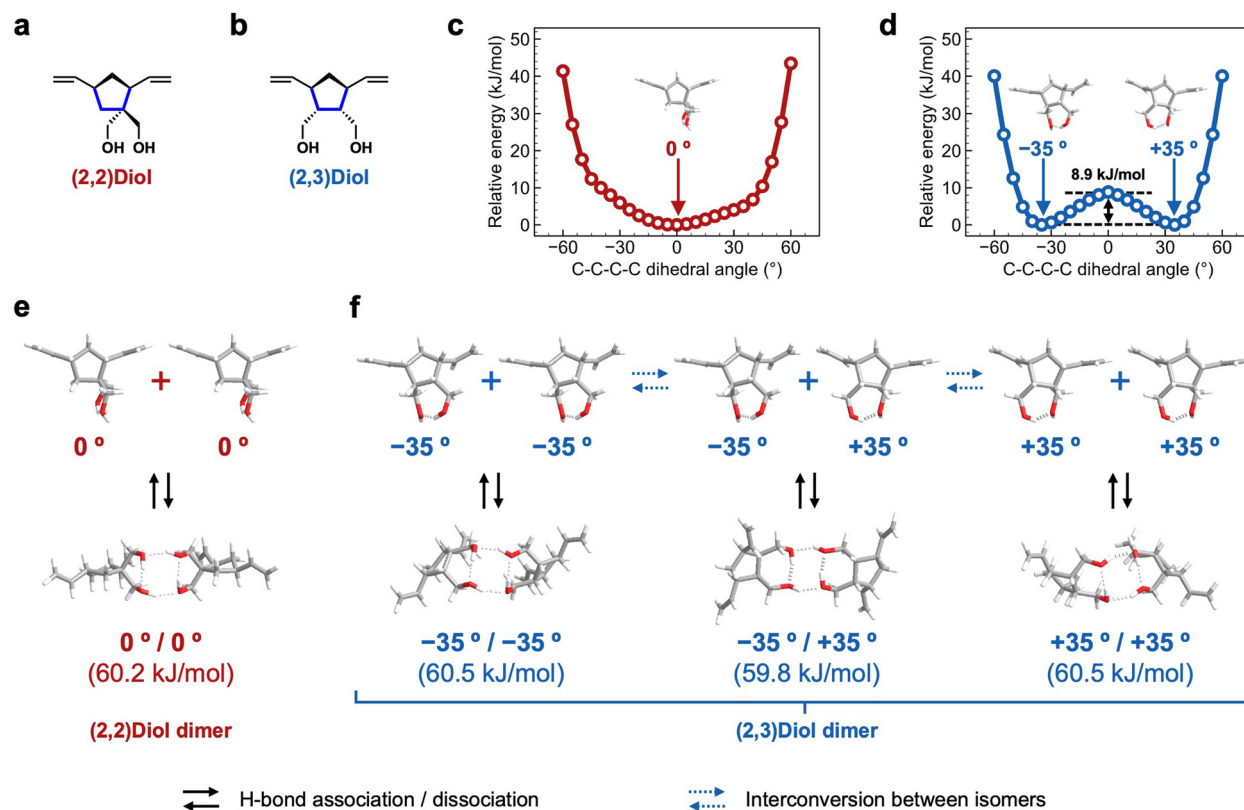 a
b
c
d
OH
OH
(2,2)Diol
OH
OH
(2,3)Diol
Relative energy (kJ/mol)
50
40
30
20
10
0
0 º
−60
−30
0
30
60
C-C-C-C dihedral angle (°)
Relative energy (kJ/mol)
50
40
30
20
10
0
−35 º
+35 º
8.9 kJ/mol
−60
−30
0
30
60
C-C-C-C dihedral angle (°)
e
f
+
+
+
+
0 º
0 º
−35 º
−35 º
−35 º
+35 º
+35 º
+35 º
0 º / 0 º
(60.2 kJ/mol)
−35 º / −35 º
(60.5 kJ/mol)
−35 º / +35 º
(59.8 kJ/mol)
+35 º / +35 º
(60.5 kJ/mol)
(2,2)Diol dimer
(2,3)Diol dimer
H-bond association / dissociation
Interconversion between isomers